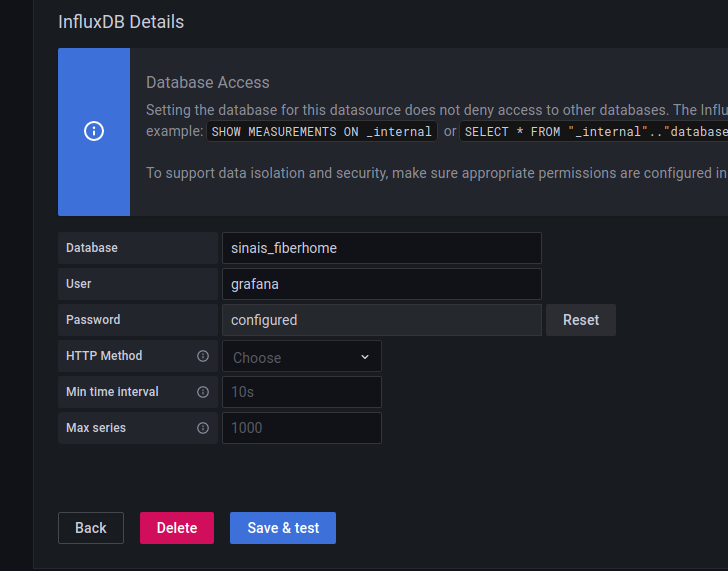 InfluxDB Details
Database Access
Setting the database for this datasource does not deny access to other databases. The Influ
example: SHOW MEASUREMENTS ON _internal or SELECT * FROM "_internal".."database
To support data isolation and security, make sure appropriate permissions are configured in
Database sinais_fiberhome
User grafana
Password configured Reset
HTTP Method Choose
Min time interval 10s
Max series 1000
Back Delete Save & test